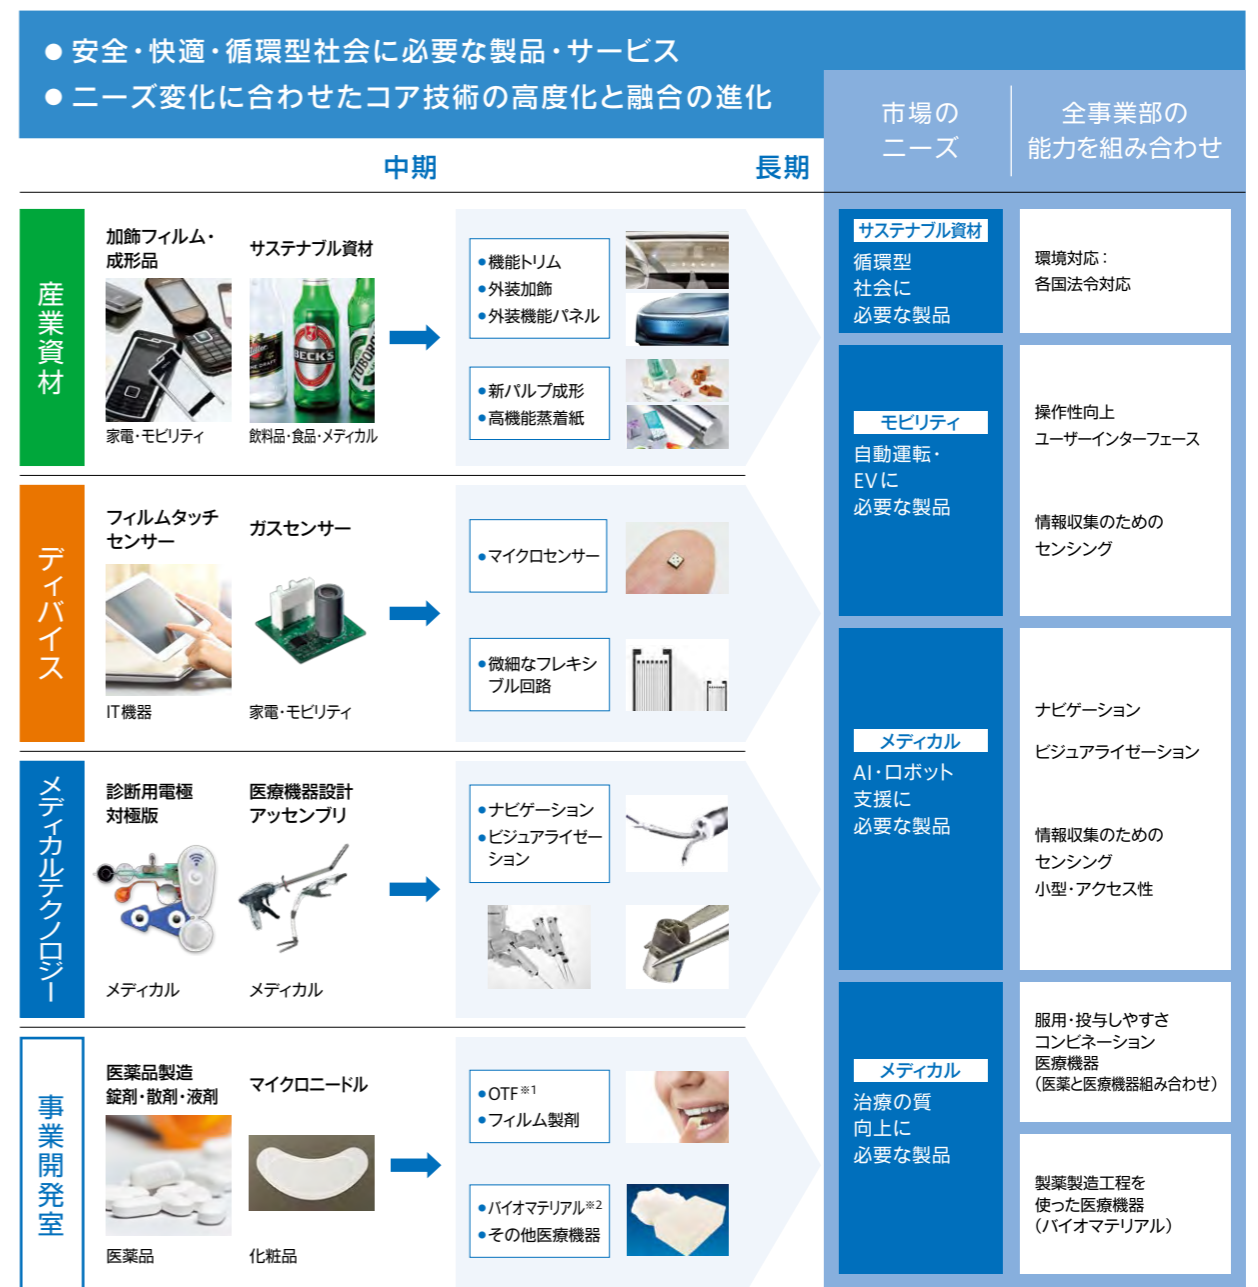 ● 安全・快適・循環型社会に必要な製品・サービス
● ニーズ変化に合わせたコア技術の高度化と融合の進化
中期
長期
市場の
ニーズ
全事業部の
能力を組み合わせ
産業資材
加飾フィルム・
成形品
家電・モビリティ
サステナブル資材
BECK'S
TUBORG
飲料品・食品・メディカル
●機能トリム
●外装加飾
●外装機能パネル
●新パルプ成形
●高機能蒸着紙
ディバイス
フィルムタッチ
センサー
IT機器
ガスセンサー
家電・モビリティ
●マイクロセンサー
●微細なフレキシ
ブル回路
メディカルテクノロジー
診断用電極
対極版
メディカル
医療機器設計
アッセンブリ
メディカル
●ナビゲーション
●ビジュアライゼー
ション
事業開発室
医薬品製造
錠剤・散剤・液剤
医薬品
マイクロニードル
化粧品
●OTF※1
●フィルム製剤
●バイオマテリアル※2
●その他医療機器
サステナブル資材
循環型
社会に
必要な製品
環境対応：
各国法令対応
モビリティ
自動運転・
EVに
必要な製品
操作性向上
ユーザーインターフェース
情報収集のための
センシング
メディカル
AI・ロボット
支援に
必要な製品
ナビゲーション
ビジュアライゼーション
情報収集のための
センシング
小型・アクセス性
メディカル
治療の質
向上に
必要な製品
服用・投与しやすさ
コンビネーション
医療機器
（医薬と医療機器組み合わせ）
製薬製造工程を
使った医療機器
（バイオマテリアル）